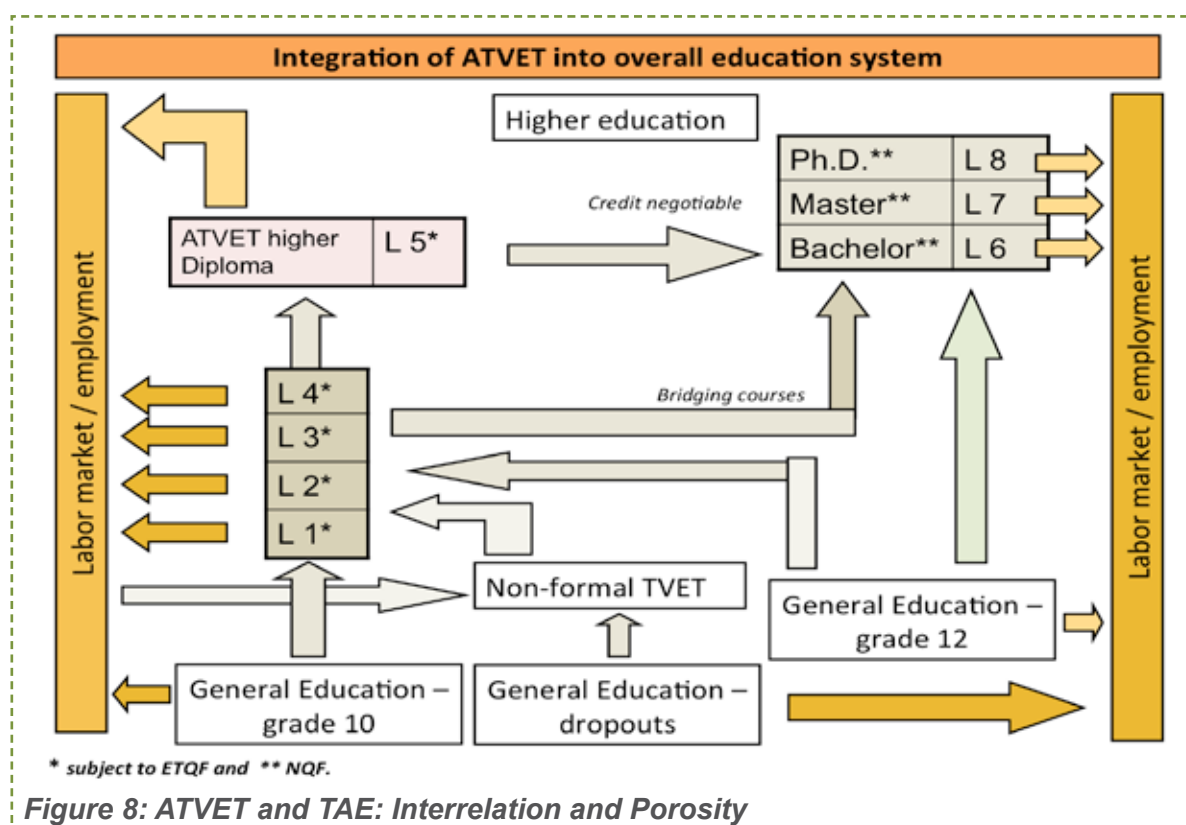 Integration of ATVET into overall education system
Labor market / employment
Higher education
Ph.D.** L 8
Master** L 7
Bachelor** L 6
Credit negotiable
ATVET higher
Diploma
L 5*
L 4*
L 3*
L 2*
L 1*
Bridging courses
Non-formal TVET
General Education –
grade 12
General Education –
grade 10
General Education –
dropouts
Labor market / employment
* subject to ETQF and ** NQF.
Figure 8: ATVET and TAE: Interrelation and Porosity